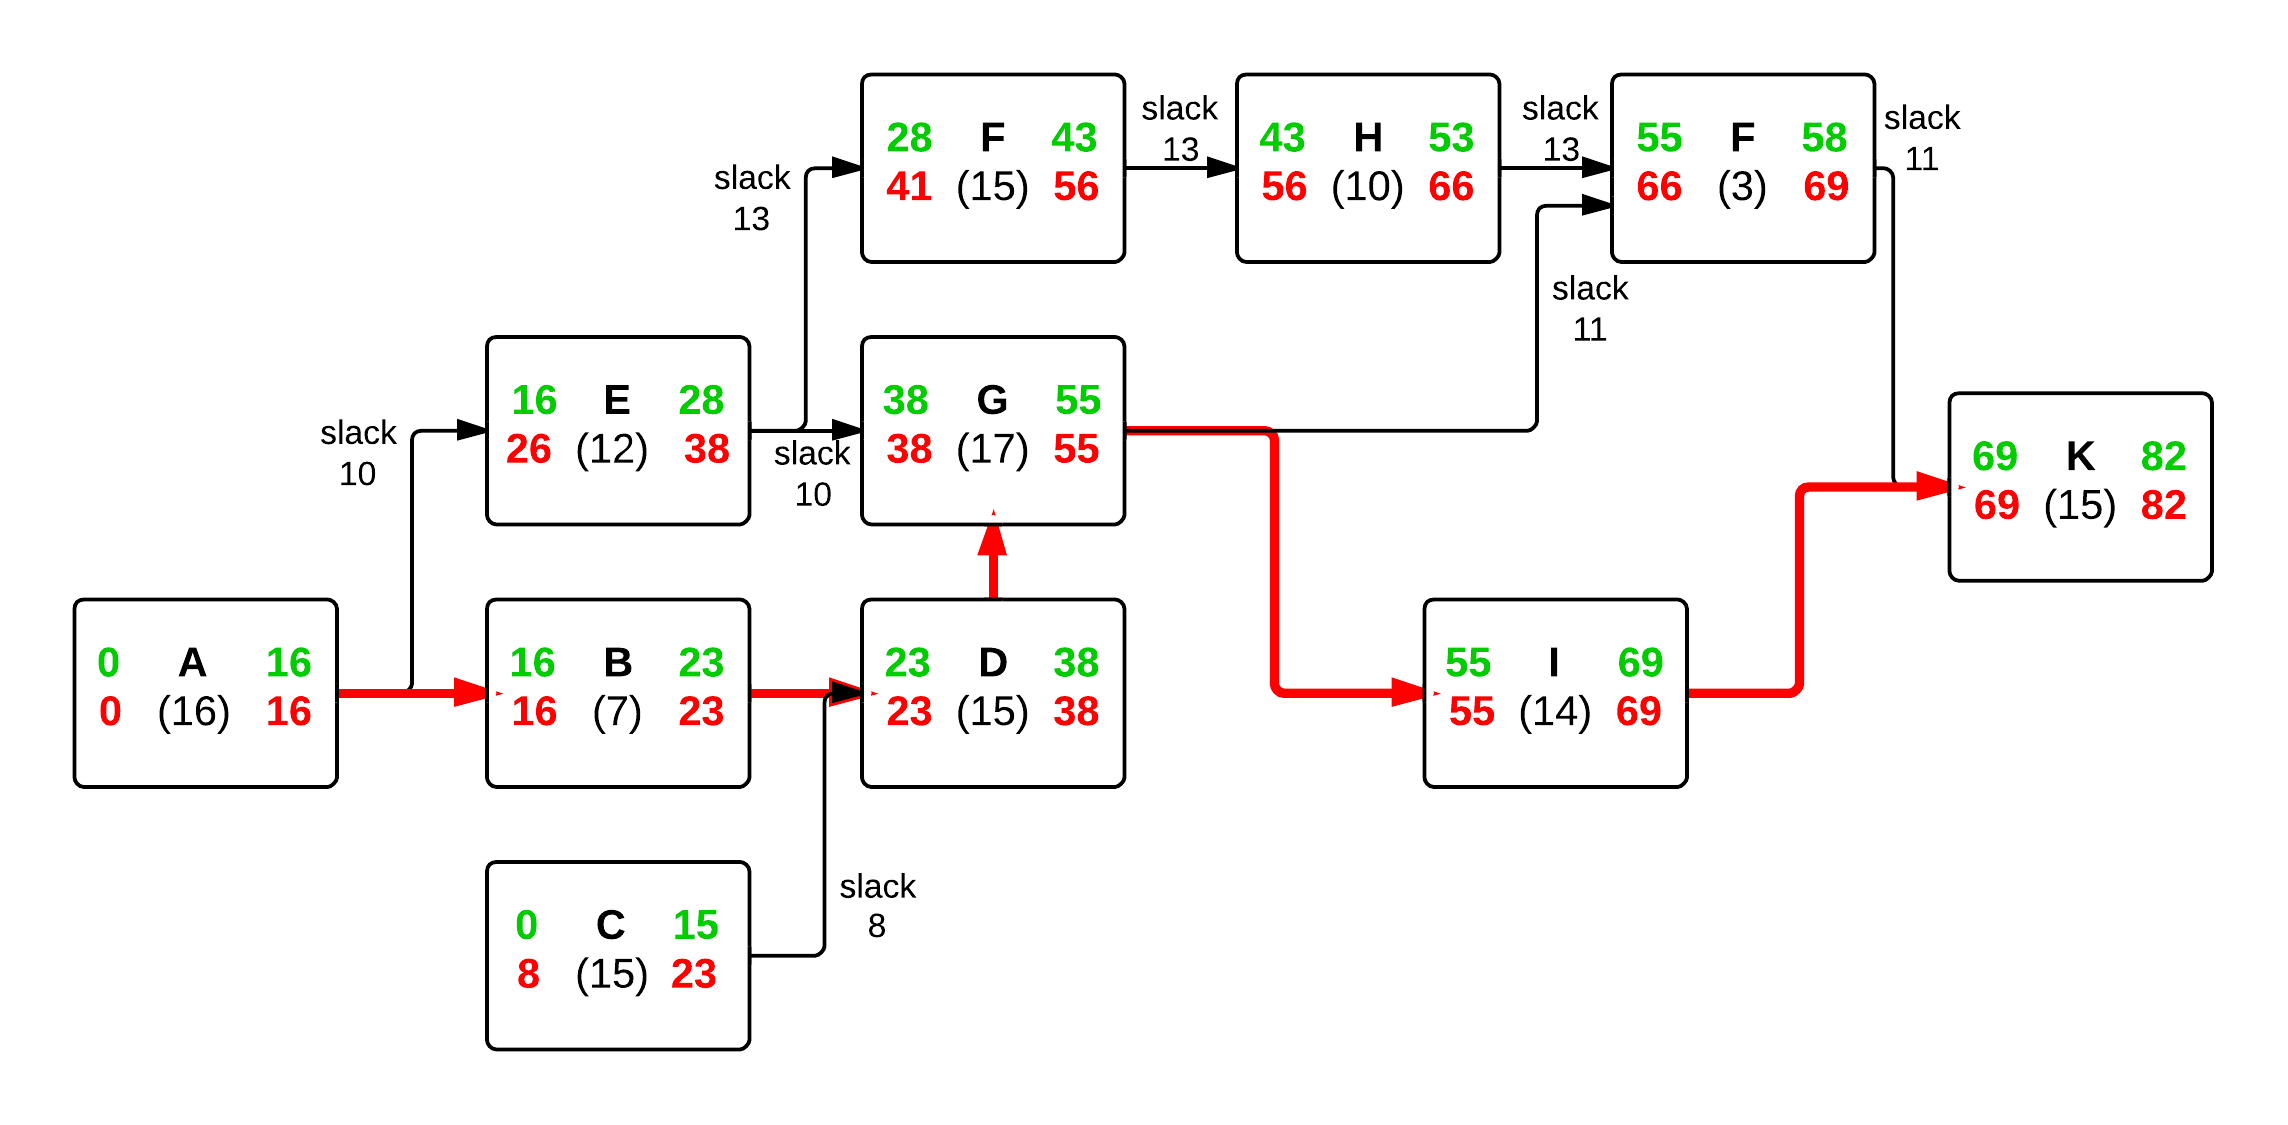 28 F 43
41 (15) 56
slack
13
43 H 53
56 (10) 66
slack
13
55 F 58
66 (3) 69
slack
11
slack
13
slack
11
16 E 28
26 (12) 38
slack
10
38 G 55
38 (17) 55
slack
10
69 K 82
69 (15) 82
0 A 16
0 (16) 16
16 B 23
16 (7) 23
23 D 38
23 (15) 38
55 I 69
55 (14) 69
0 C 15
8 (15) 23
slack
8